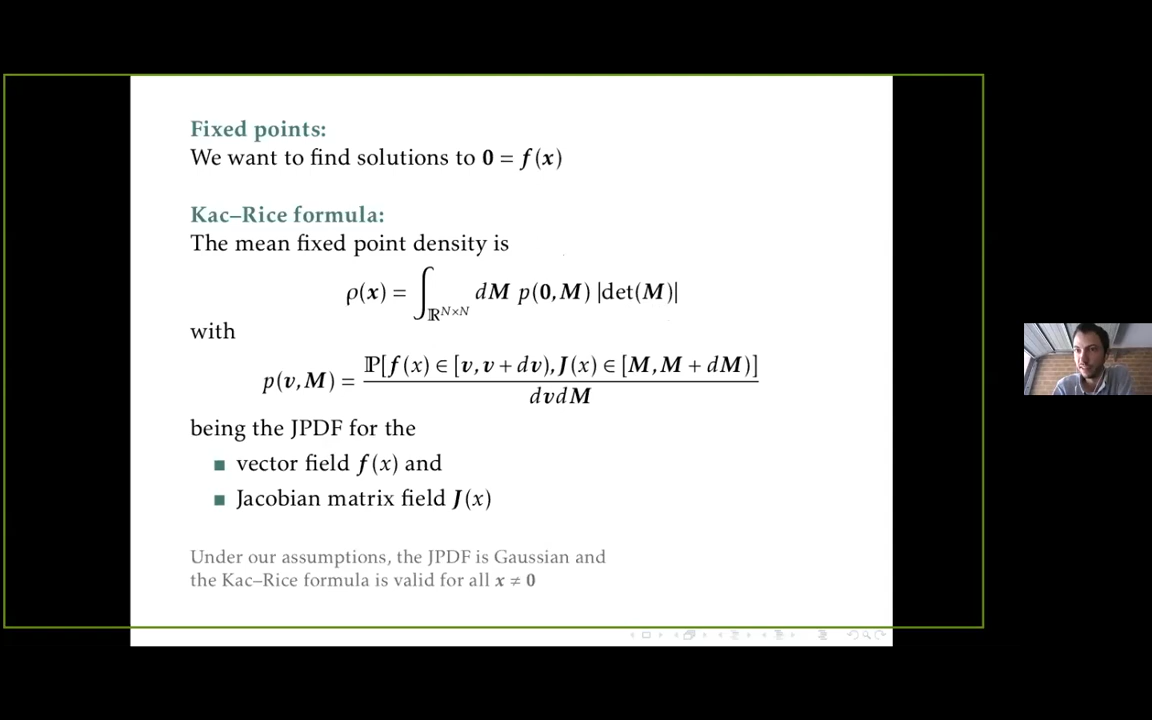 Fixed points:
We want to find solutions to 0 = f(x)
Kac–Rice formula:
The mean fixed point density is
ρ(x) = ∫_{ℝ^{N×N}} dM p(0, M) |det(M)|
with
p(v, M) = ℙ[f(x) ∈ [v, v + dv), J(x) ∈ [M, M + dM)] / dvdM
being the JPDF for the
■ vector field f(x) and
■ Jacobian matrix field J(x)
Under our assumptions, the JPDF is Gaussian and
the Kac–Rice formula is valid for all x ≠ 0